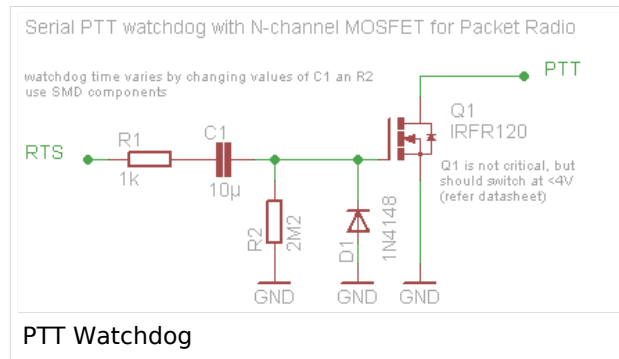 Serial PTT watchdog with N-channel MOSFET for Packet Radio
watchdog time varies by changing values of C1 an R2
use SMD components
PTT
Q1
IRFR120
Q1 is not critical, but
should switch at <4V
(refer datasheet)
RTS
R1
1k
C1
10µ
R2
2M2
D1
1N4148
GND
GND
GND
PTT Watchdog